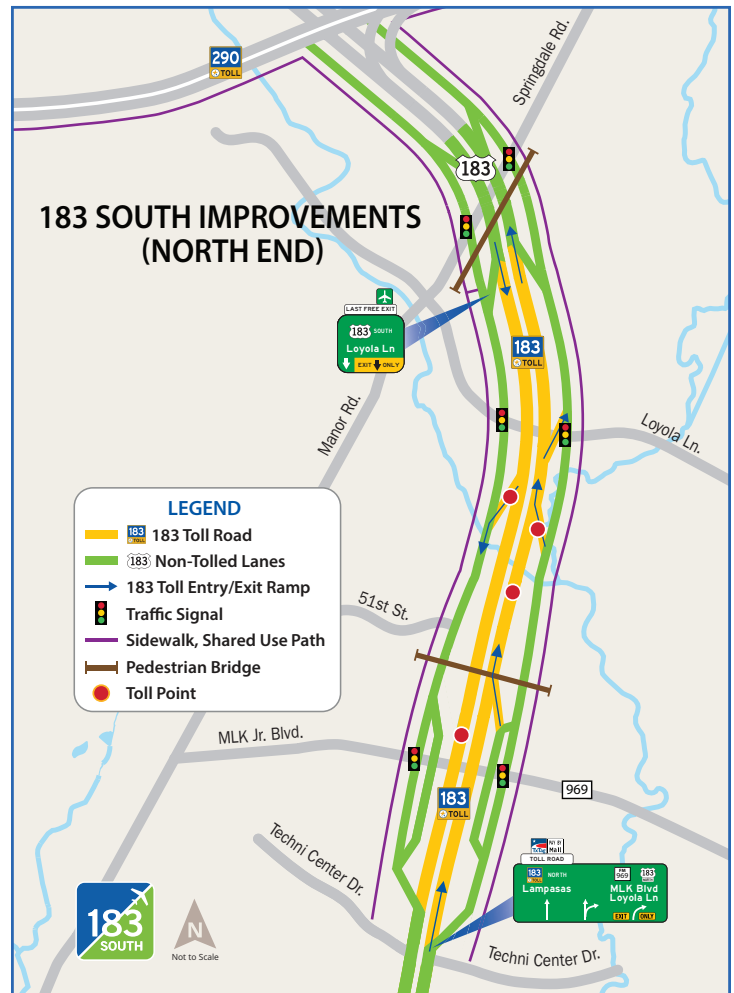 290
TOLL
Springdale Rd.
183
183 SOUTH IMPROVEMENTS
(NORTH END)
LAST FREE EXIT
183 SOUTH
Loyola Ln
EXIT ONLY
183
TOLL
Manor Rd.
Loyola Ln.
LEGEND
183 TOLL 183 Toll Road
183 Non-Tolled Lanes
183 Toll Entry/Exit Ramp
Traffic Signal
Sidewalk, Shared Use Path
Pedestrian Bridge
Toll Point
51st St.
MLK Jr. Blvd.
969
183
TOLL
Techni Center Dr.
TxTag
Mail
TOLL ROAD
183 TOLL NORTH
Lampasas
FM 969
183
MLK Blvd
Loyola Ln
EXIT ONLY
183
SOUTH
N
Not to Scale
Techni Center Dr.